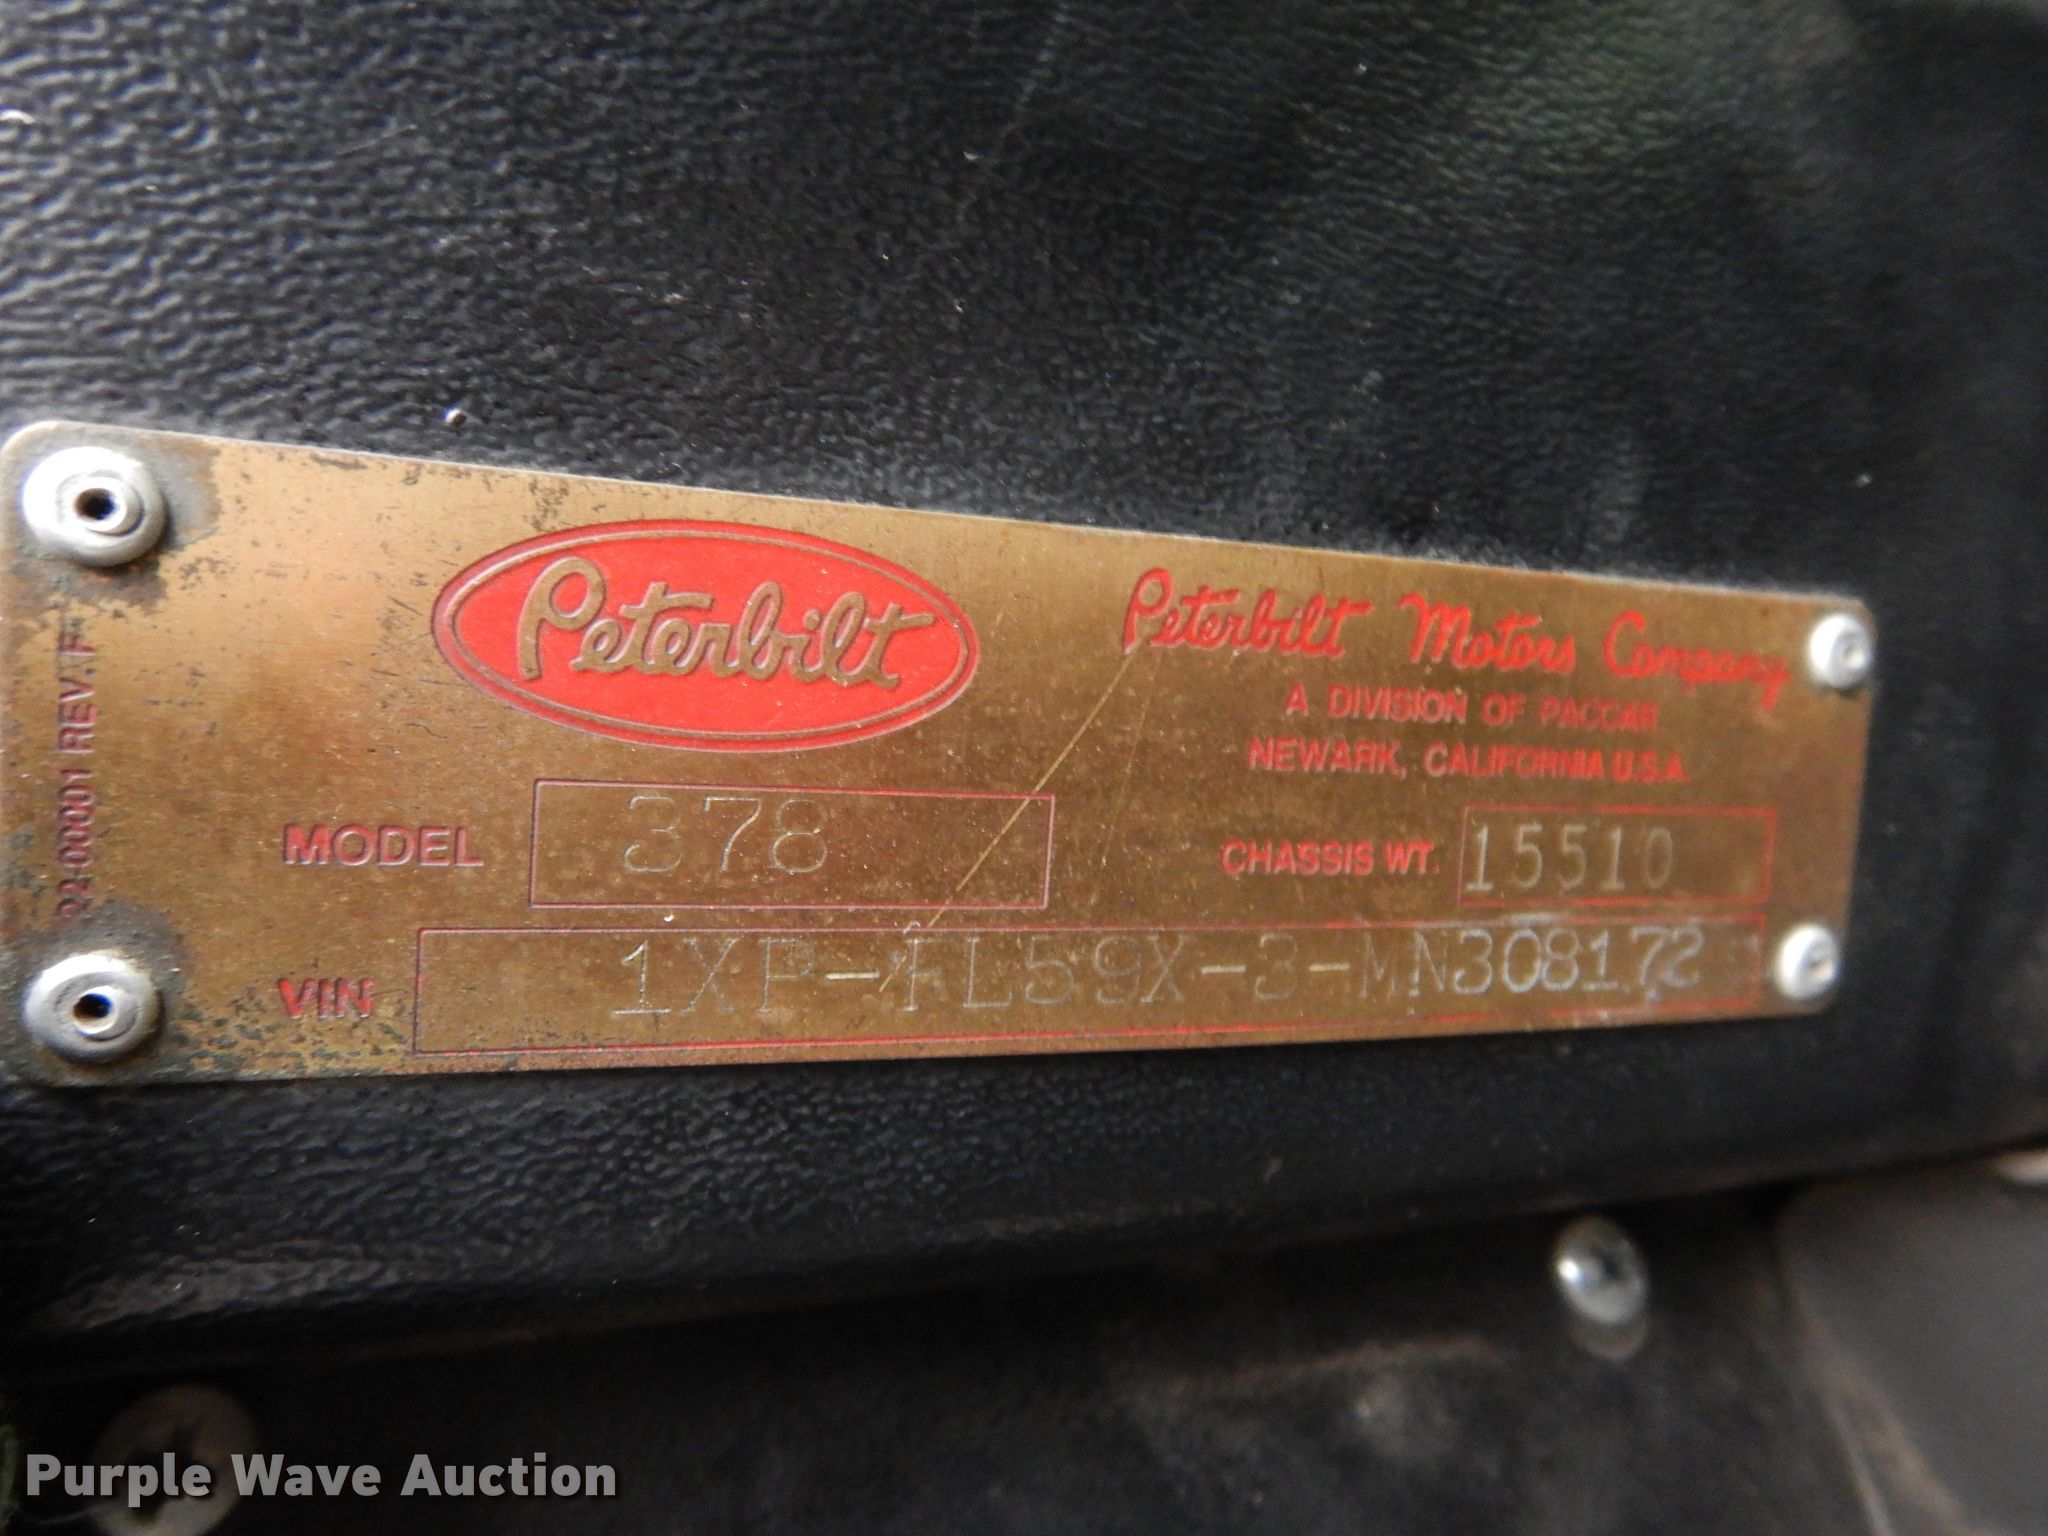 22-00001 REV. F
Peterbilt
Peterbilt Motors Company
A DIVISION OF PACCAR
NEWARK, CALIFORNIA U.S.A.
MODEL 378
CHASSIS WT. 15510
VIN 1XP-FL59X-3-MN308172
Purple Wave Auction